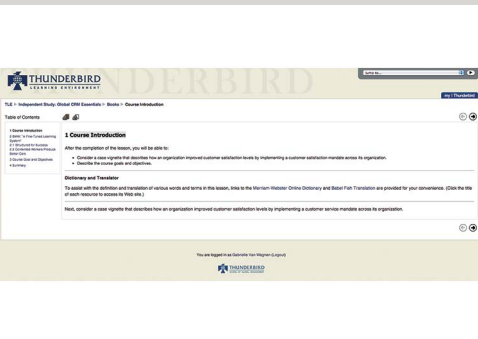 THUNDERBIRD
LEARNING ENVIRONMENT
THUNDERBIRD
Jump to...
my | Thunderbird
TLE ▻ Independent Study: Global CRM Essentials ▻ Books ▻ Course Introduction
Table of Contents
1 Course Introduction
2 BMW: "A Fine-Tuned Learning
System"
2.1 Structured for Success
2.2 Contented Workers Produce
Better Cars
3 Course Goal and Objectives
4 Summary
1 Course Introduction
After the completion of the lesson, you will be able to:
• Consider a case vignette that describes how an organization improved customer satisfaction levels by implementing a customer satisfaction mandate across its organization.
• Describe the course goals and objectives.
Dictionary and Translator
To assist with the definition and translation of various words and terms in this lesson, links to the Merriam-Webster Online Dictionary and Babel Fish Translation are provided for your convenience. (Click the title
of each resource to access its Web site.)
Next, consider a case vignette that describes how an organization improved customer satisfaction levels by implementing a customer service mandate across its organization.
You are logged in as Gabrielle Van Wagnen (Logout)
THUNDERBIRD
SCHOOL OF GLOBAL MANAGEMENT